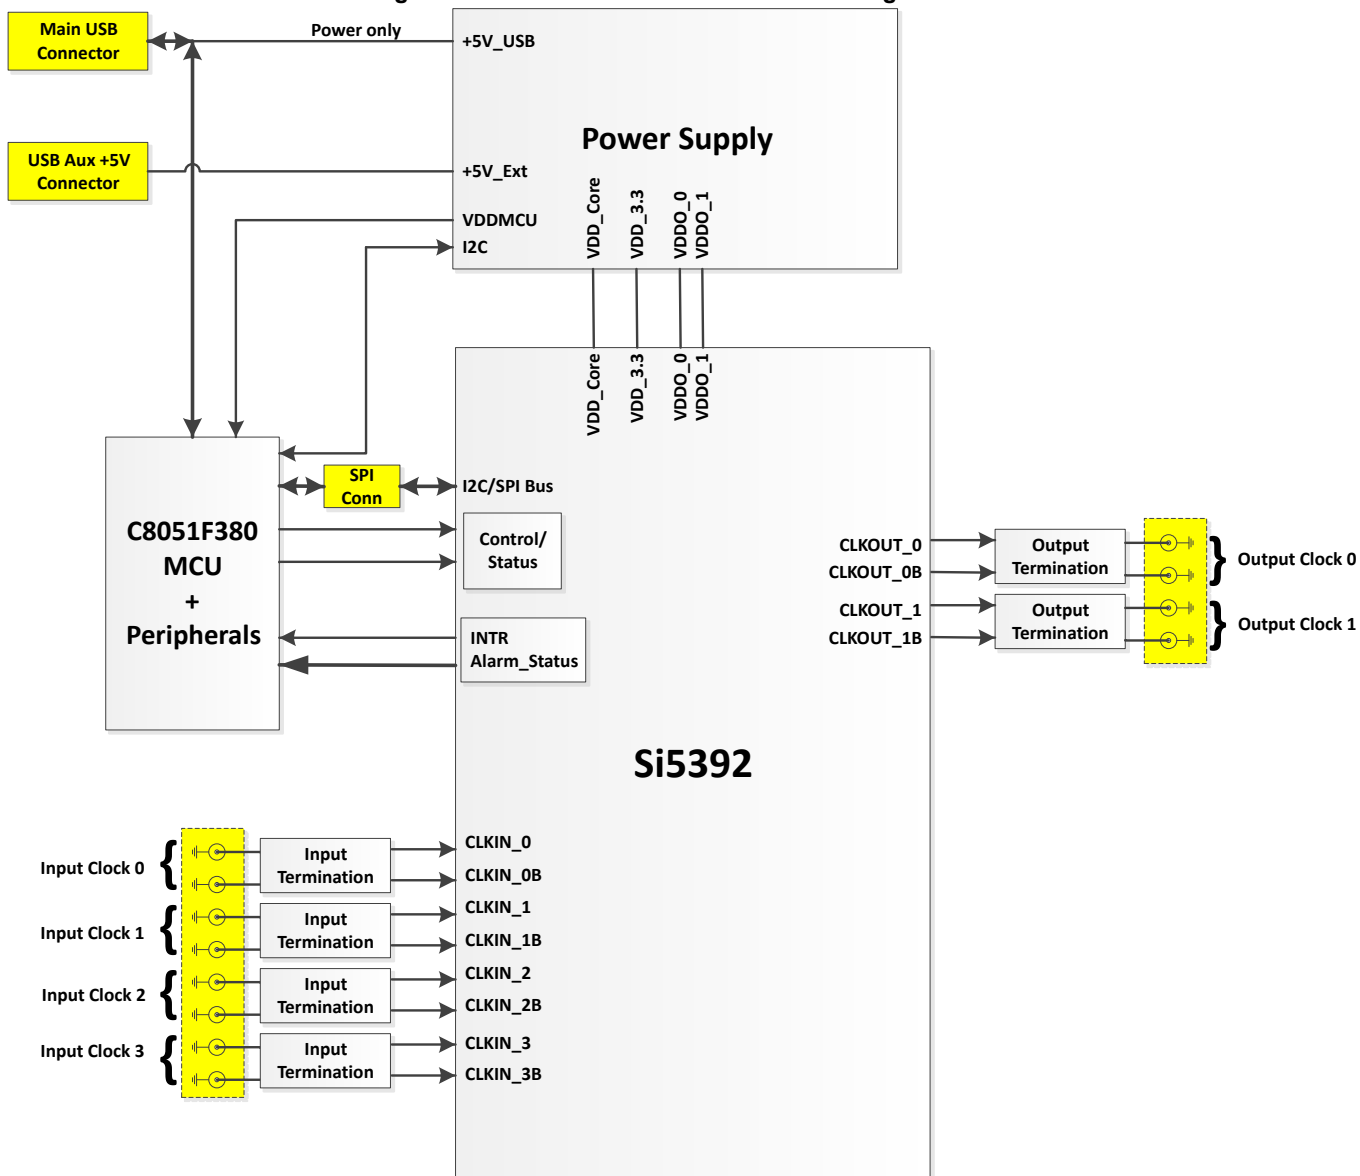 Main USB
Connector
Power only
+5V_USB
Power Supply
USB Aux +5V
Connector
+5V_Ext
VDDMCU
I2C
VDD_Core
VDD_3.3
VDDO_0
VDDO_1
VDD_Core
VDD_3.3
VDDO_0
VDDO_1
SPI
Conn
I2C/SPI Bus
C8051F380
MCU
+
Peripherals
Control/
Status
INTR
Alarm_Status
CLKOUT_0
CLKOUT_0B
CLKOUT_1
CLKOUT_1B
Output
Termination
Output
Termination
Output Clock 0
Output Clock 1
Si5392
Input Clock 0
Input
Termination
CLKIN_0
CLKIN_0B
Input Clock 1
Input
Termination
CLKIN_1
CLKIN_1B
Input Clock 2
Input
Termination
CLKIN_2
CLKIN_2B
Input Clock 3
Input
Termination
CLKIN_3
CLKIN_3B